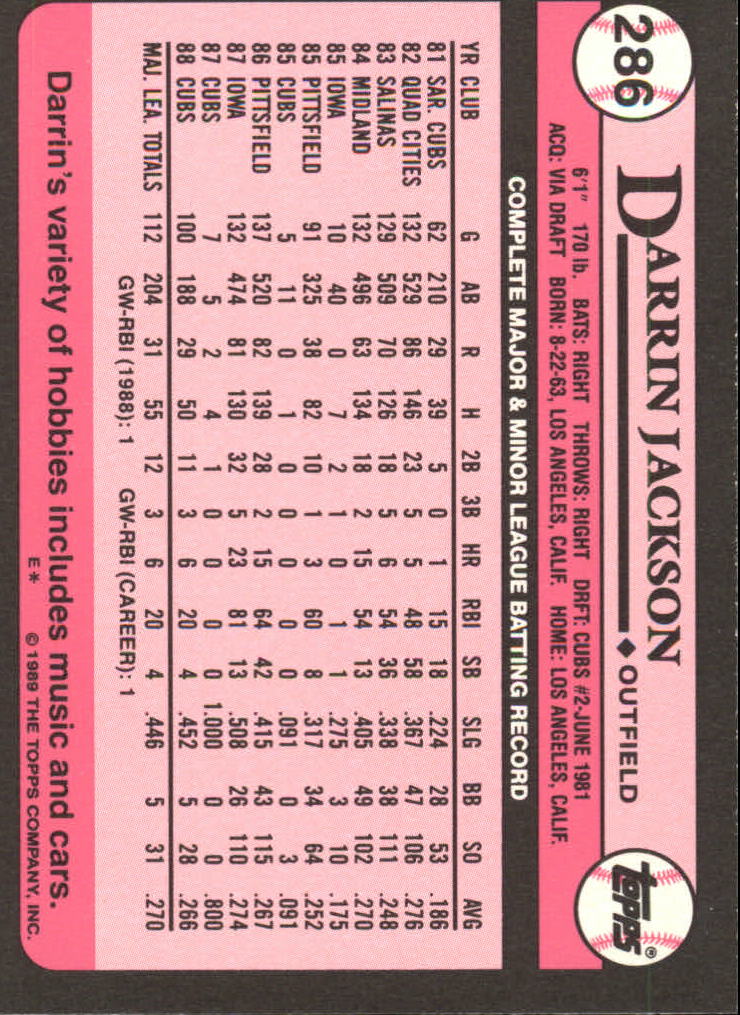 286
DARRIN JACKSON ◆ OUTFIELD
topps®
6'1" 170 lb. BATS: RIGHT THROWS: RIGHT DRFT: CUBS #2-JUNE 1981
ACQ: VIA DRAFT BORN: 8-22-63, LOS ANGELES, CALIF. HOME: LOS ANGELES, CALIF.
COMPLETE MAJOR & MINOR LEAGUE BATTING RECORD
YR CLUB G AB R H 2B 3B HR RBI SB SLG BB SO AVG
81 SAR. CUBS 62 210 29 39 5 0 1 15 18 .224 28 53 .186
82 QUAD CITIES 132 529 86 146 23 5 5 48 58 .367 47 106 .276
83 SALINAS 129 509 70 126 18 5 6 54 36 .338 38 111 .248
84 MIDLAND 132 496 63 134 18 2 15 54 13 .405 49 102 .270
85 IOWA 10 40 0 7 2 1 0 1 1 .275 3 10 .175
85 PITTSFIELD 91 325 38 82 10 1 3 60 8 .317 34 64 .252
85 CUBS 5 11 0 1 0 0 0 0 0 .091 0 3 .091
86 PITTSFIELD 137 520 82 139 28 2 15 64 42 .415 43 115 .267
87 IOWA 132 474 81 130 32 5 23 81 13 .508 26 110 .274
87 CUBS 7 5 2 4 1 0 0 0 0 1.000 0 0 .800
88 CUBS 100 188 29 50 11 3 6 20 4 .452 5 28 .266
MAJ. LEA. TOTALS 112 204 31 55 12 3 6 20 4 .446 5 31 .270
GW-RBI (1988): 1 GW-RBI (CAREER): 1
Darrin's variety of hobbies includes music and cars.
E* © 1989 THE TOPPS COMPANY, INC.